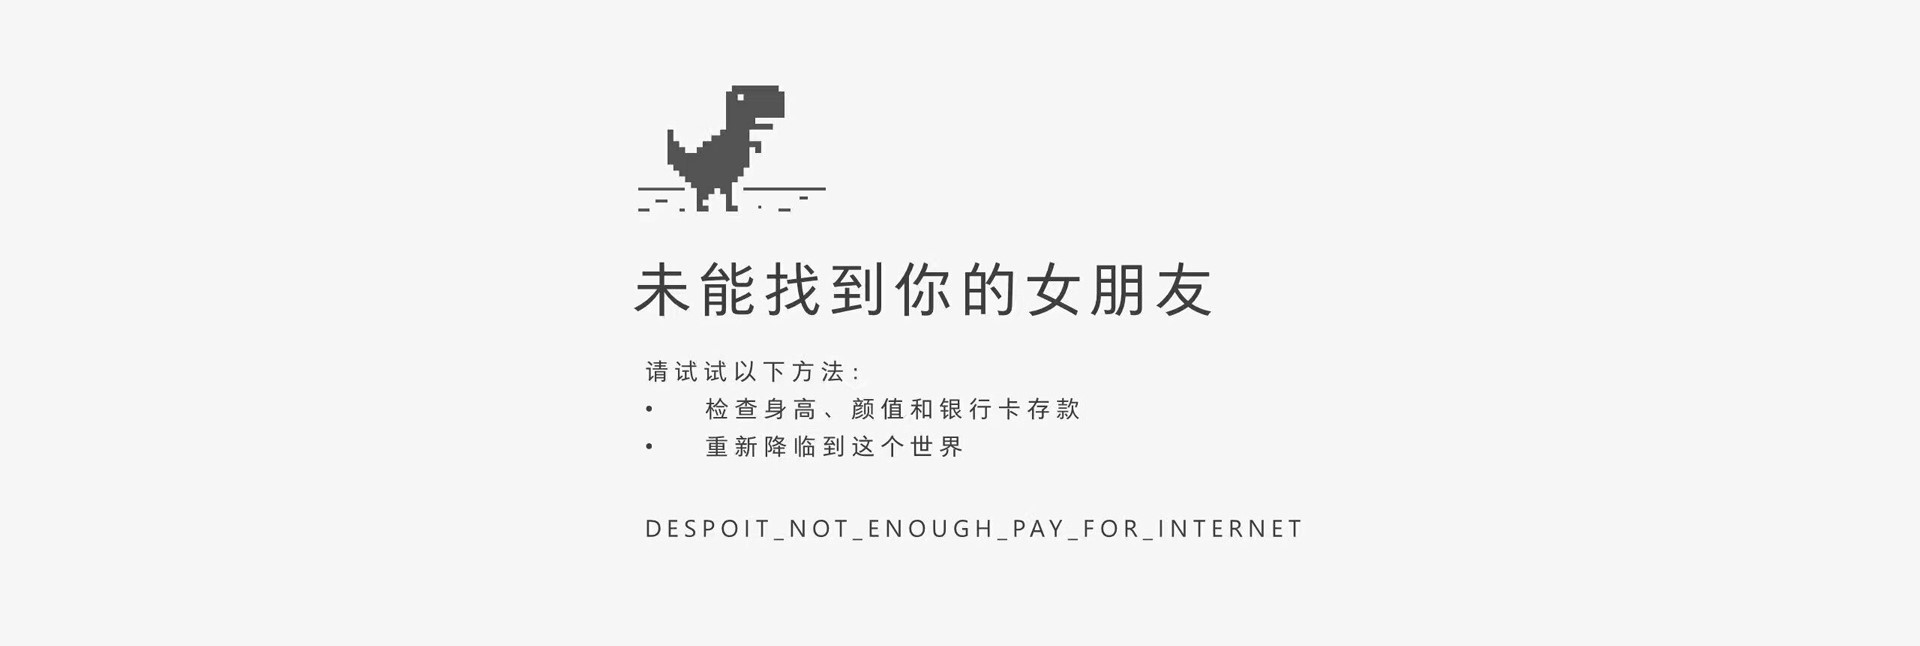 未能找到你的女朋友
请试试以下方法:
• 检查身高、颜值和银行卡存款
• 重新降临到这个世界
DESPOIT_NOT_ENOUGH_PAY_FOR_INTERNET